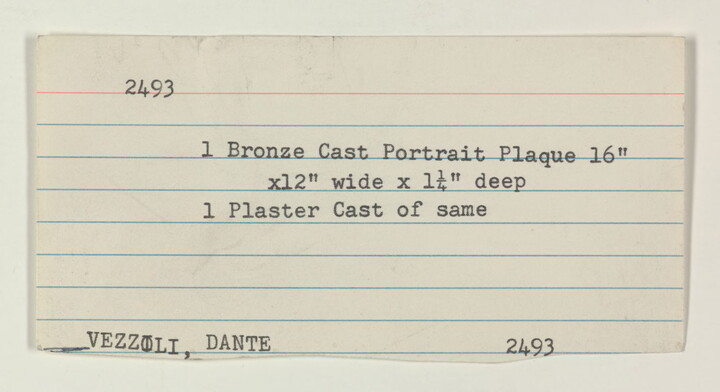 2493
1 Bronze Cast Portrait Plaque 16"
x12" wide x 1¼" deep
1 Plaster Cast of same
VEZZOLI, DANTE 2493